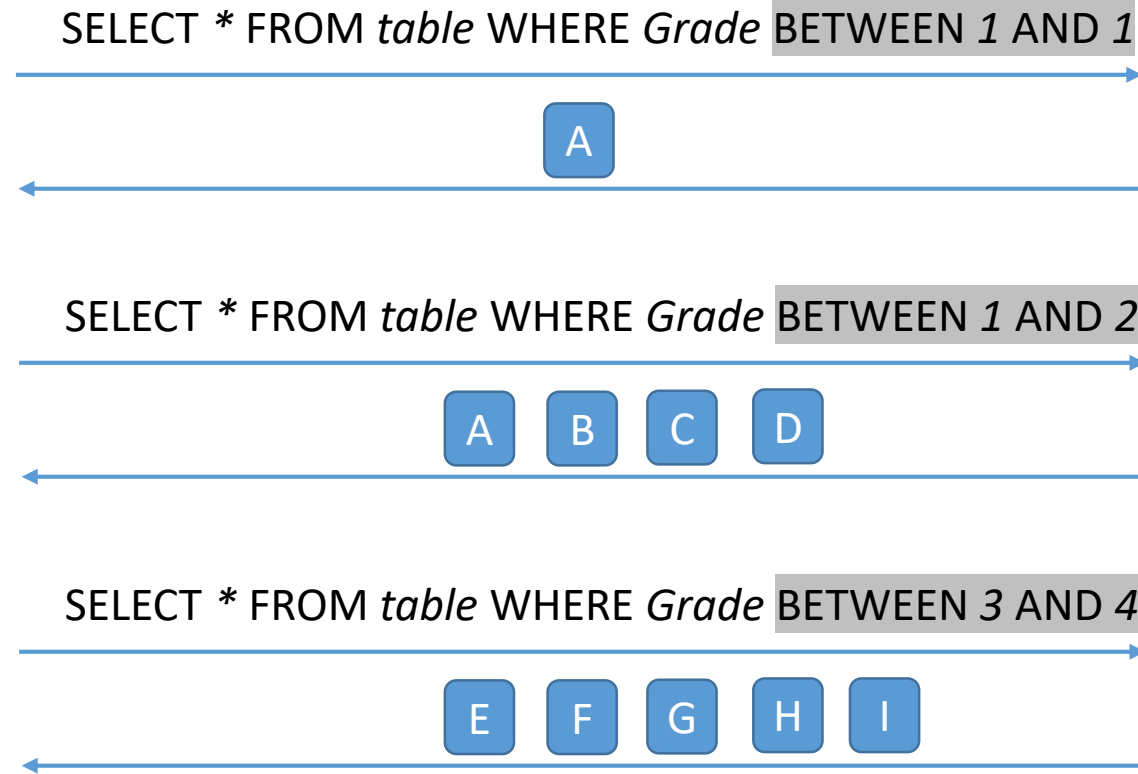 SELECT * FROM table WHERE Grade BETWEEN 1 AND 1
A
SELECT * FROM table WHERE Grade BETWEEN 1 AND 2
A B C D
SELECT * FROM table WHERE Grade BETWEEN 3 AND 4
E F G H I